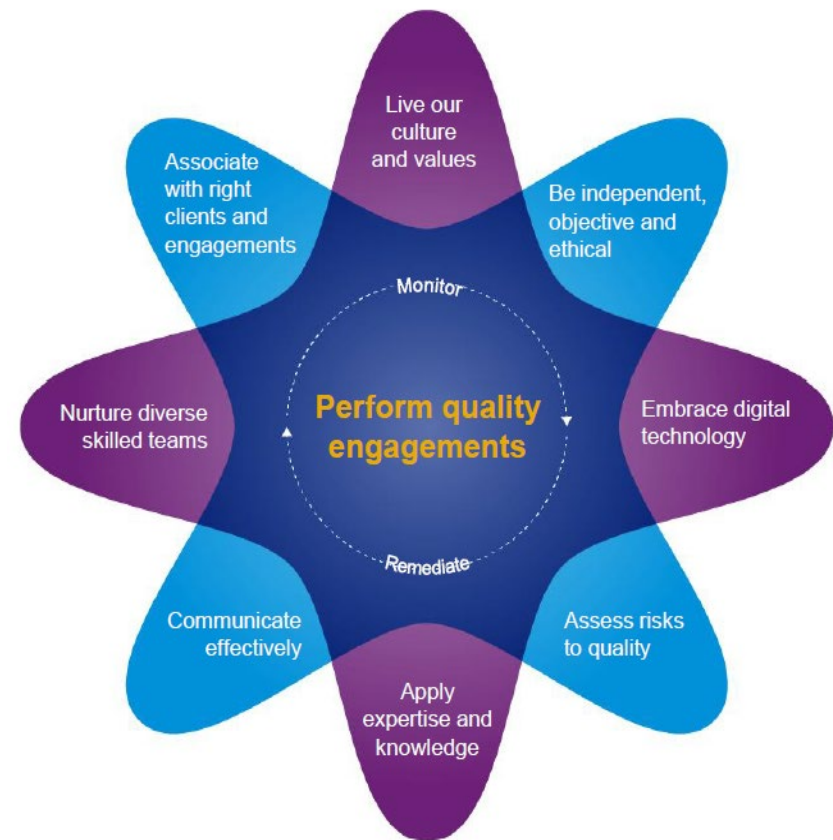 Live our
culture
and values
Be independent,
objective and
ethical
Embrace digital
technology
Assess risks
to quality
Apply
expertise and
knowledge
Communicate
effectively
Nurture diverse
skilled teams
Associate
with right
clients and
engagements
Monitor
Perform quality
engagements
Remediate